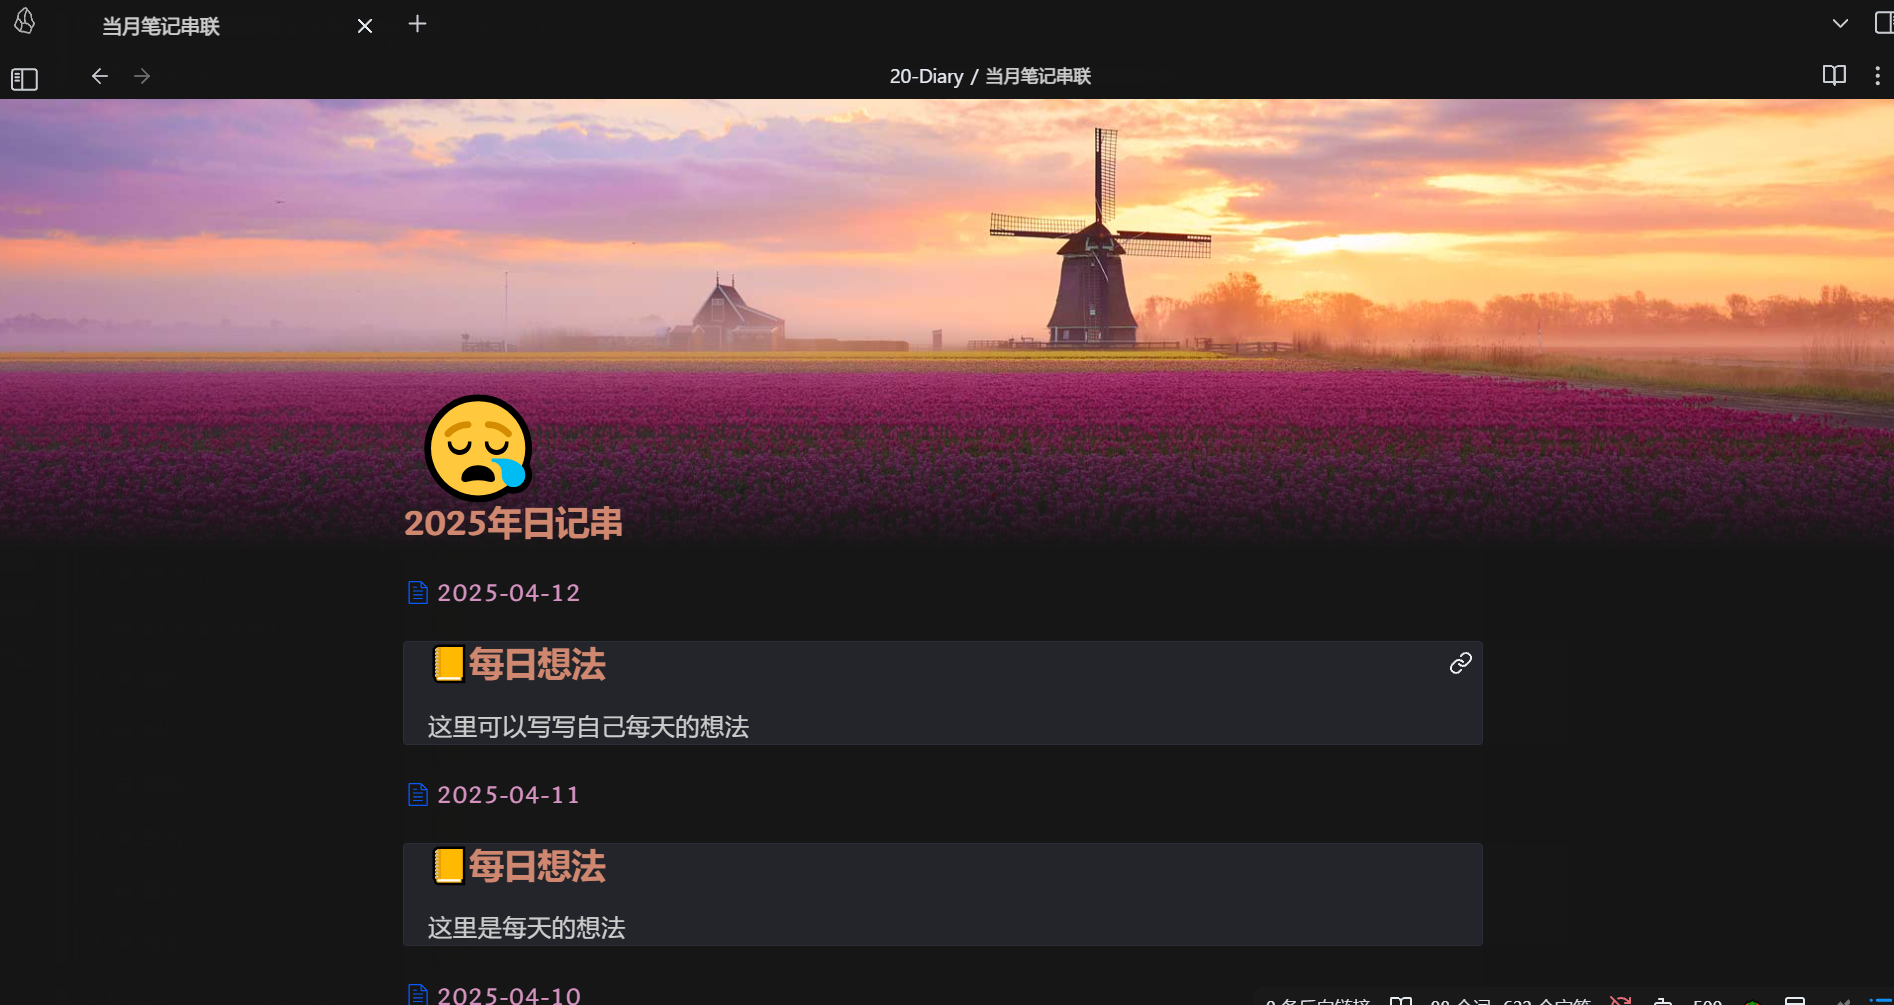 当月笔记串联
20-Diary / 当月笔记串联
2025年日记串
2025-04-12
📒每日想法
这里可以写写自己每天的想法
2025-04-11
📒每日想法
这里是每天的想法
2025-04-10